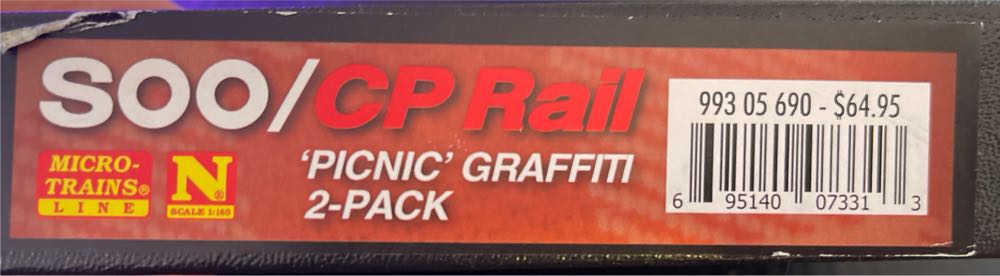 SOO/CP Rail
MICRO-
TRAINS®
LINE
N®
SCALE 1:160
'PICNIC' GRAFFITI
2-PACK
993 05 690 - $64.95
6 95140 07331 3